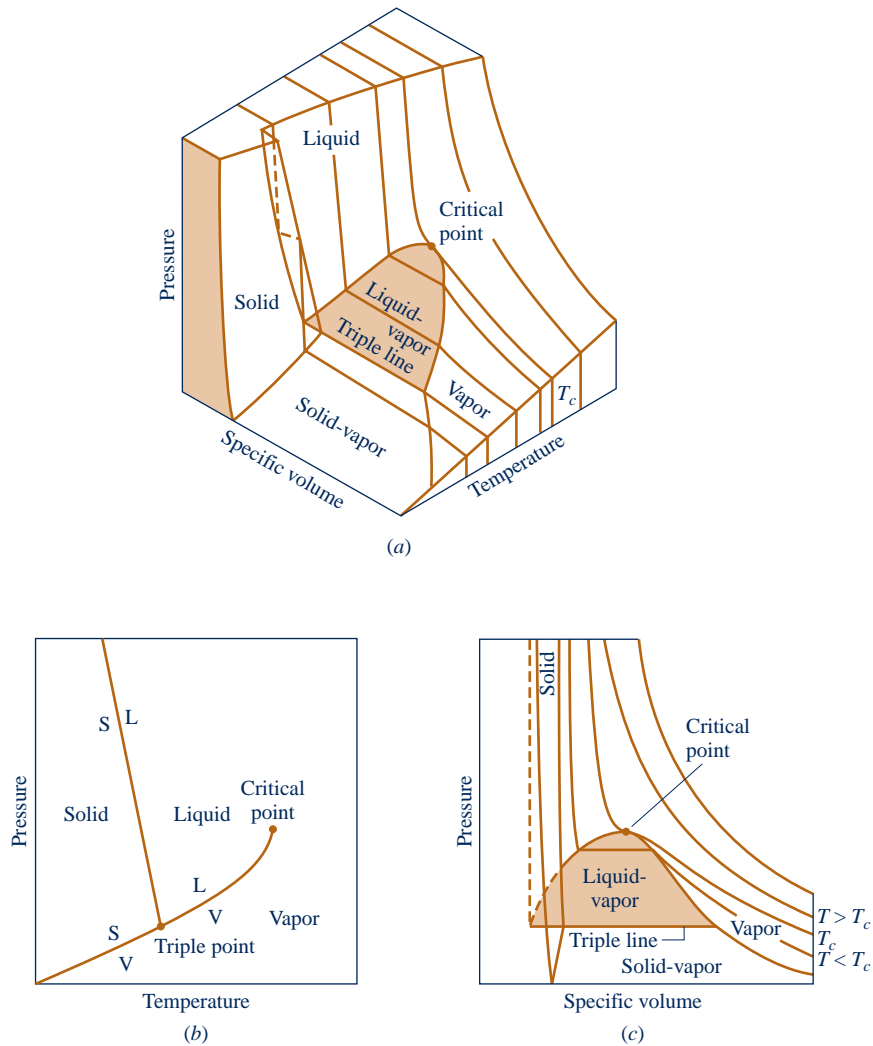 Liquid
Critical
point
Pressure
Solid
Liquid-
vapor
Triple line
Vapor
T_c
Solid-vapor
Specific volume
Temperature
(a)
S
L
Critical
point
Pressure
Solid
Liquid
L
S
V
Vapor
Triple point
V
Temperature
(b)
Solid
Critical
point
Pressure
Liquid-
vapor
T > T_c
Vapor
T_c
Triple line
T < T_c
Solid-vapor
Specific volume
(c)